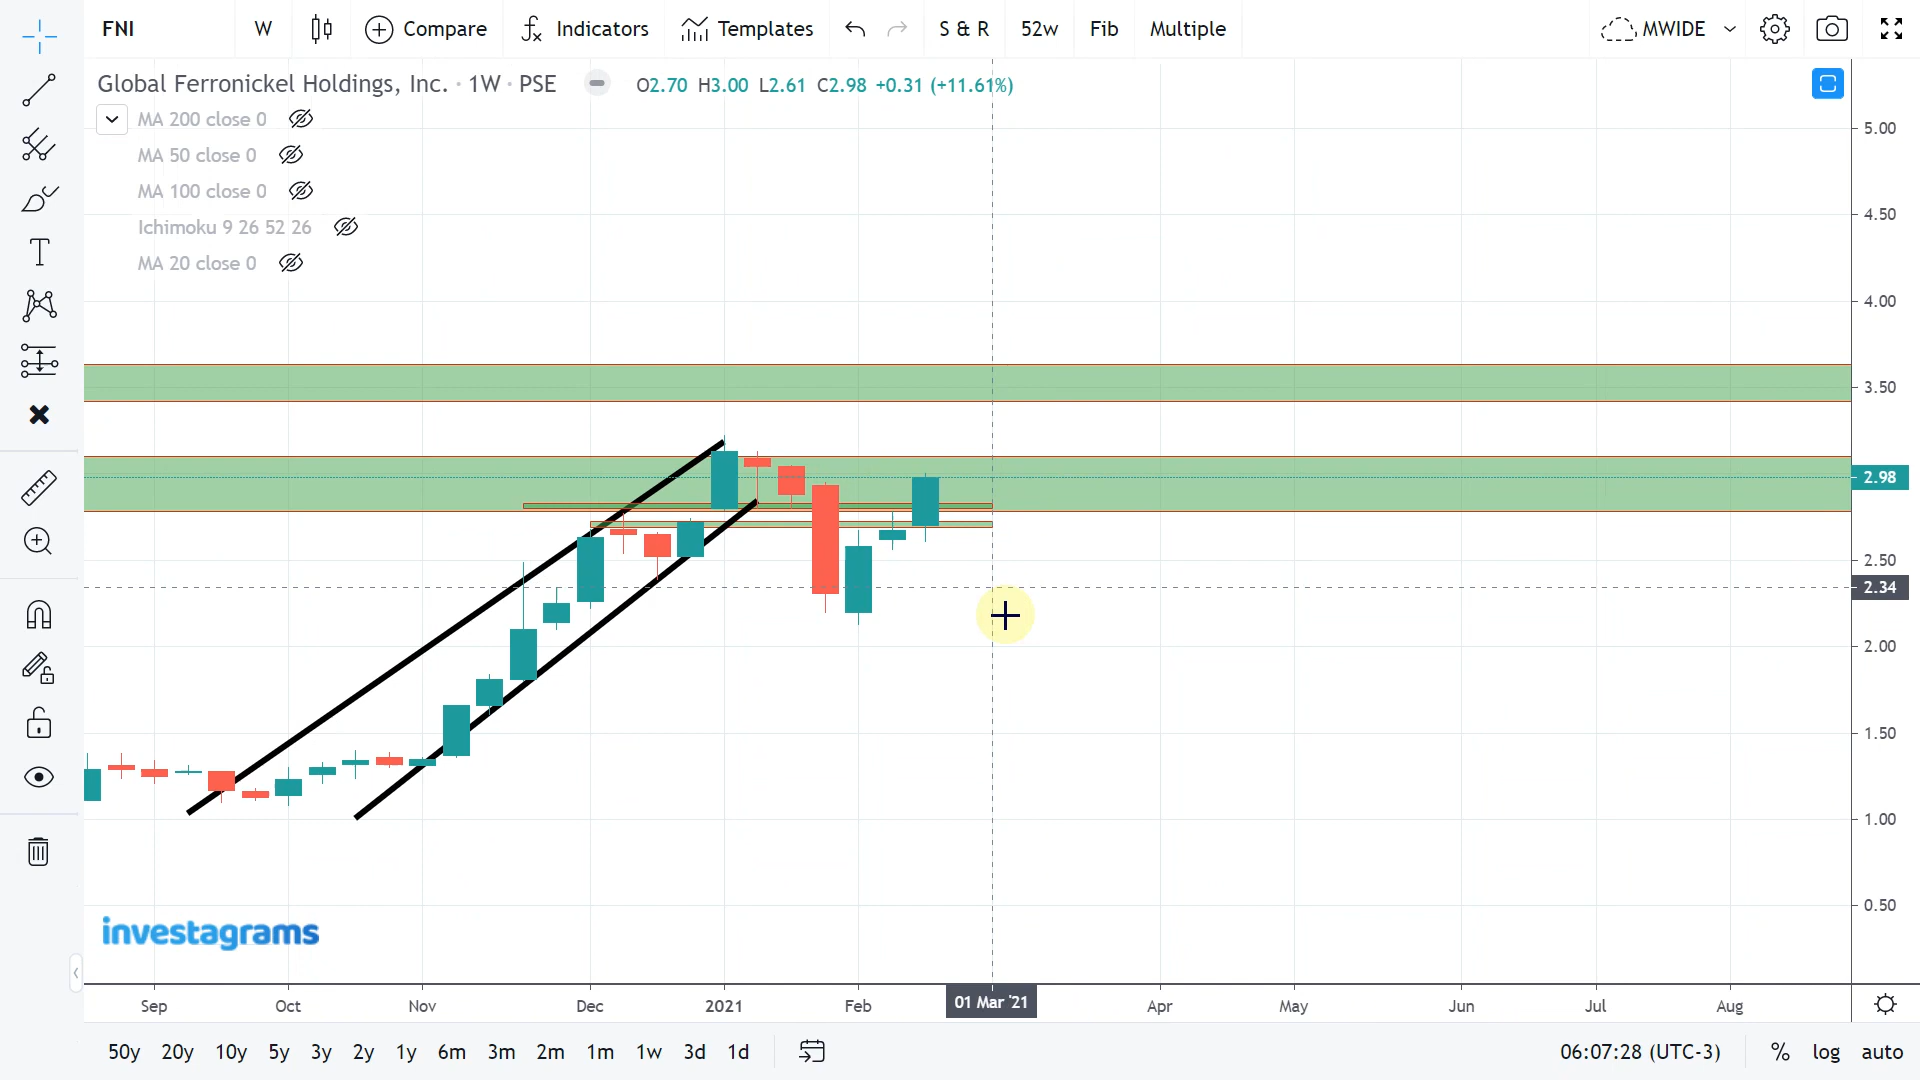 FNI W Compare Indicators Templates S & R 52w Fib Multiple MWIDE
Global Ferronickel Holdings, Inc. · 1W · PSE O2.70 H3.00 L2.61 C2.98 +0.31 (+11.61%)
MA 200 close 0
MA 50 close 0
MA 100 close 0
Ichimoku 9 26 52 26
MA 20 close 0
5.00
4.50
4.00
3.50
2.98
2.50
2.34
2.00
1.50
1.00
0.50
investagrams
Sep Oct Nov Dec 2021 Feb 01 Mar '21 Apr May Jun Jul Aug
50y 20y 10y 5y 3y 2y 1y 6m 3m 2m 1m 1w 3d 1d 06:07:28 (UTC-3) % log auto